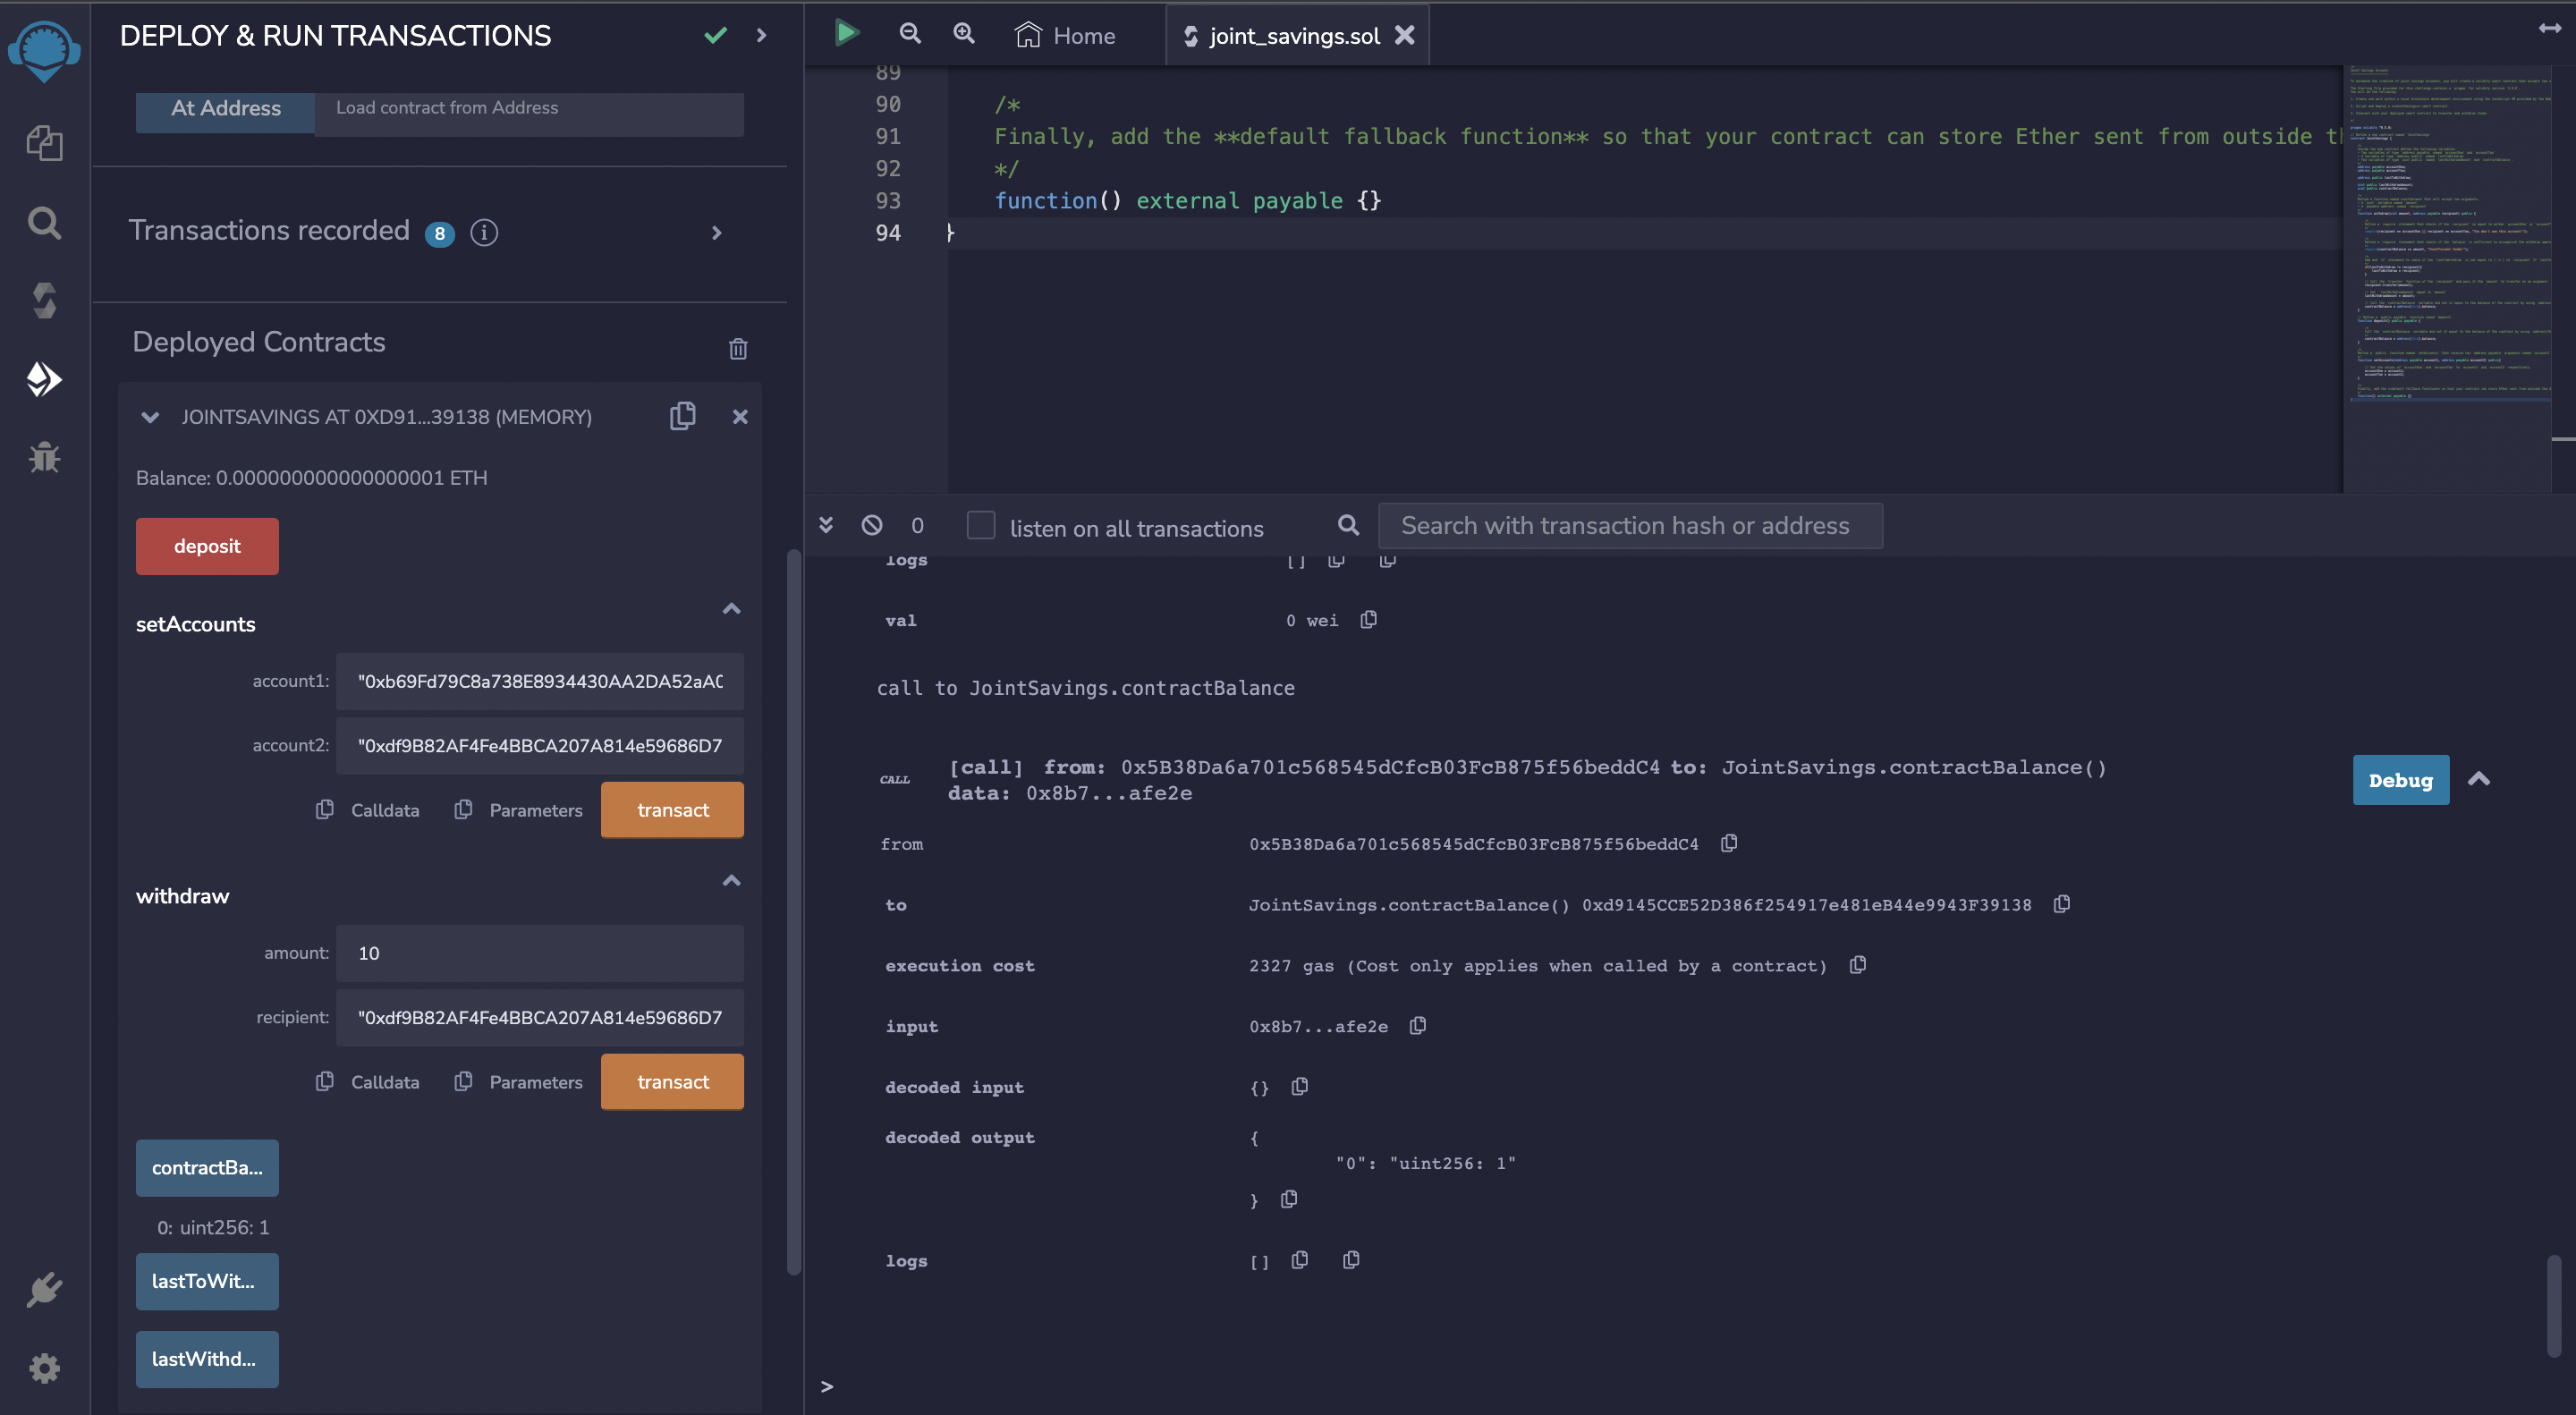 DEPLOY & RUN TRANSACTIONS
At Address
Load contract from Address
Transactions recorded 8 i
Deployed Contracts
JOINTSAVINGS AT 0XD91...39138 (MEMORY)
Balance: 0.000000000000000001 ETH
deposit
setAccounts
account1: "0xb69Fd79C8a738E8934430AA2DA52aA0
account2: "0xdf9B82AF4Fe4BBCA207A814e59686D7
Calldata Parameters transact
withdraw
amount: 10
recipient: "0xdf9B82AF4Fe4BBCA207A814e59686D7
Calldata Parameters transact
contractBa...
0: uint256: 1
lastToWit...
lastWithd...
Home joint_savings.sol
89
90 /*
91 Finally, add the **default fallback function** so that your contract can store Ether sent from outside th
92 */
93 function() external payable {}
94 }
0 listen on all transactions Search with transaction hash or address
logs []
val 0 wei
call to JointSavings.contractBalance
CALL [call] from: 0x5B38Da6a701c568545dCfcB03FcB875f56beddC4 to: JointSavings.contractBalance()
data: 0x8b7...afe2e
Debug
from 0x5B38Da6a701c568545dCfcB03FcB875f56beddC4
to JointSavings.contractBalance() 0xd9145CCE52D386f254917e481eB44e9943F39138
execution cost 2327 gas (Cost only applies when called by a contract)
input 0x8b7...afe2e
decoded input {}
decoded output {
"0": "uint256: 1"
}
logs []
>